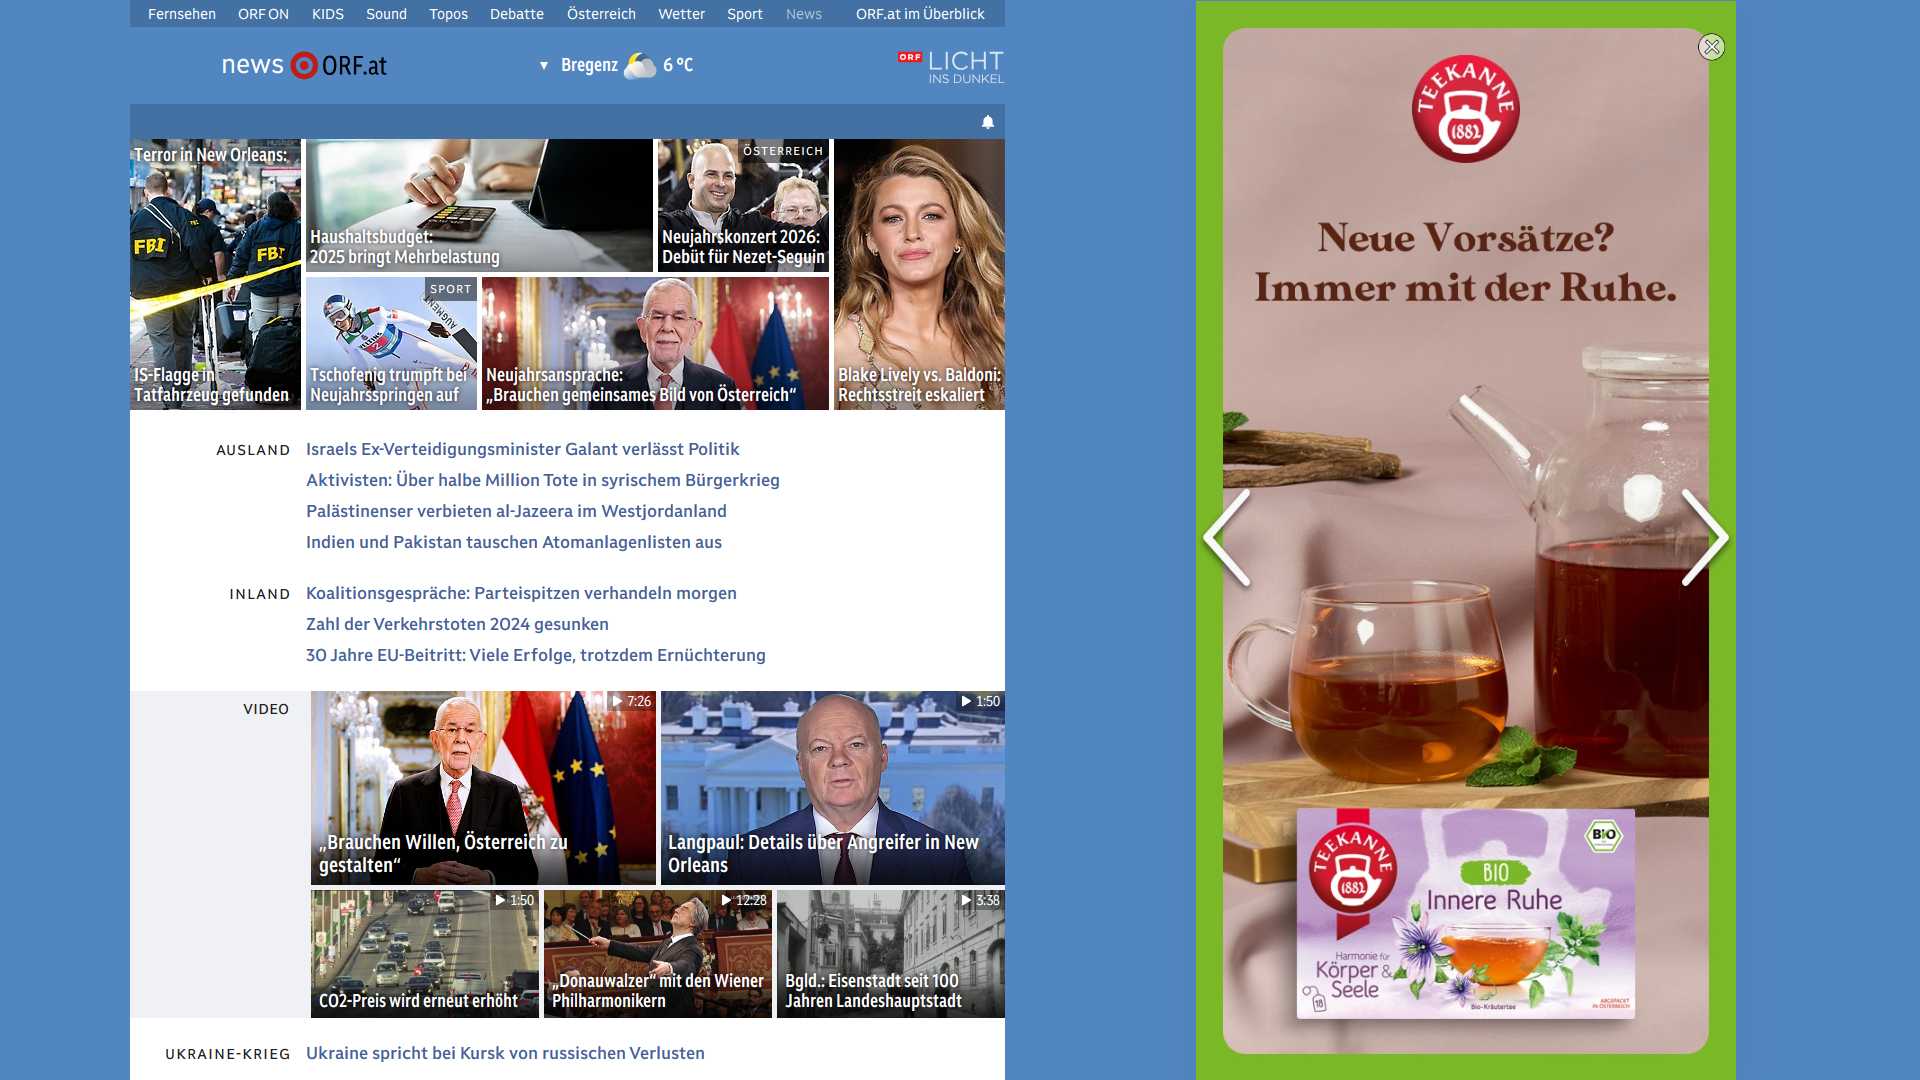 Fernsehen ORF ON KIDS Sound Topos Debatte Österreich Wetter Sport News ORF.at im Überblick
news ORF.at
Bregenz 6 °C
ORF LICHT
INS DUNKEL
Terror in New Orleans:
FBI
FBI
IS-Flagge in
Tatfahrzeug gefunden
Haushaltsbudget:
2025 bringt Mehrbelastung
ÖSTERREICH
Neujahrskonzert 2026:
Debüt für Nezet-Seguin
SPORT
AUGMENT
2
Tschofenig trumpft bei
Neujahrsspringen auf
Neujahrsansprache:
„Brauchen gemeinsames Bild von Österreich“
Blake Lively vs. Baldoni:
Rechtsstreit eskaliert
AUSLAND
Israels Ex-Verteidigungsminister Galant verlässt Politik
Aktivisten: Über halbe Million Tote in syrischem Bürgerkrieg
Palästinenser verbieten al-Jazeera im Westjordanland
Indien und Pakistan tauschen Atomanlagenlisten aus
INLAND
Koalitionsgespräche: Parteispitzen verhandeln morgen
Zahl der Verkehrstoten 2024 gesunken
30 Jahre EU-Beitritt: Viele Erfolge, trotzdem Ernüchterung
VIDEO
7:26
„Brauchen Willen, Österreich zu
gestalten“
1:50
Langpaul: Details über Angreifer in New
Orleans
1:50
CO2-Preis wird erneut erhöht
12:28
„Donauwalzer“ mit den Wiener
Philharmonikern
3:38
Bgld.: Eisenstadt seit 100
Jahren Landeshauptstadt
UKRAINE-KRIEG
Ukraine spricht bei Kursk von russischen Verlusten
TEEKANNE
1882
Neue Vorsätze?
Immer mit der Ruhe.
TEEKANNE
1882
BIO
BIO
Innere Ruhe
Harmonie für
Körper &
Seele
18
Bio-Kräutertee
ABGEPACKT
IN ÖSTERREICH